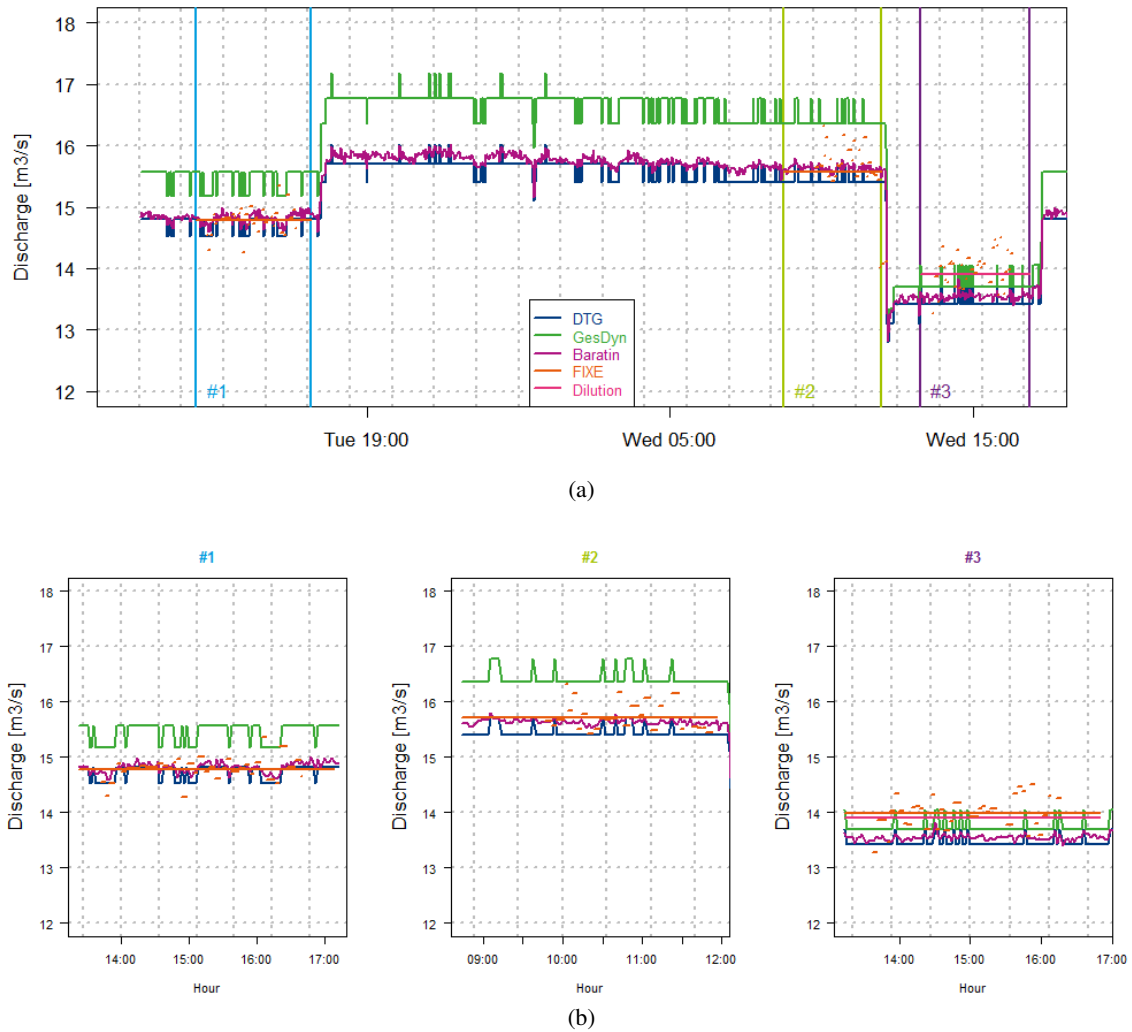 18
17
16
15
14
13
12
Discharge [m3/s]
DTG
GesDyn
Baratin
FIXE
Dilution
#1
#2
#3
Tue 19:00
Wed 05:00
Wed 15:00
(a)
#1
18
17
16
15
14
13
12
Discharge [m3/s]
14:00 15:00 16:00 17:00
Hour
#2
18
17
16
15
14
13
12
Discharge [m3/s]
09:00 10:00 11:00 12:00
Hour
#3
18
17
16
15
14
13
12
Discharge [m3/s]
14:00 15:00 16:00 17:00
Hour
(b)